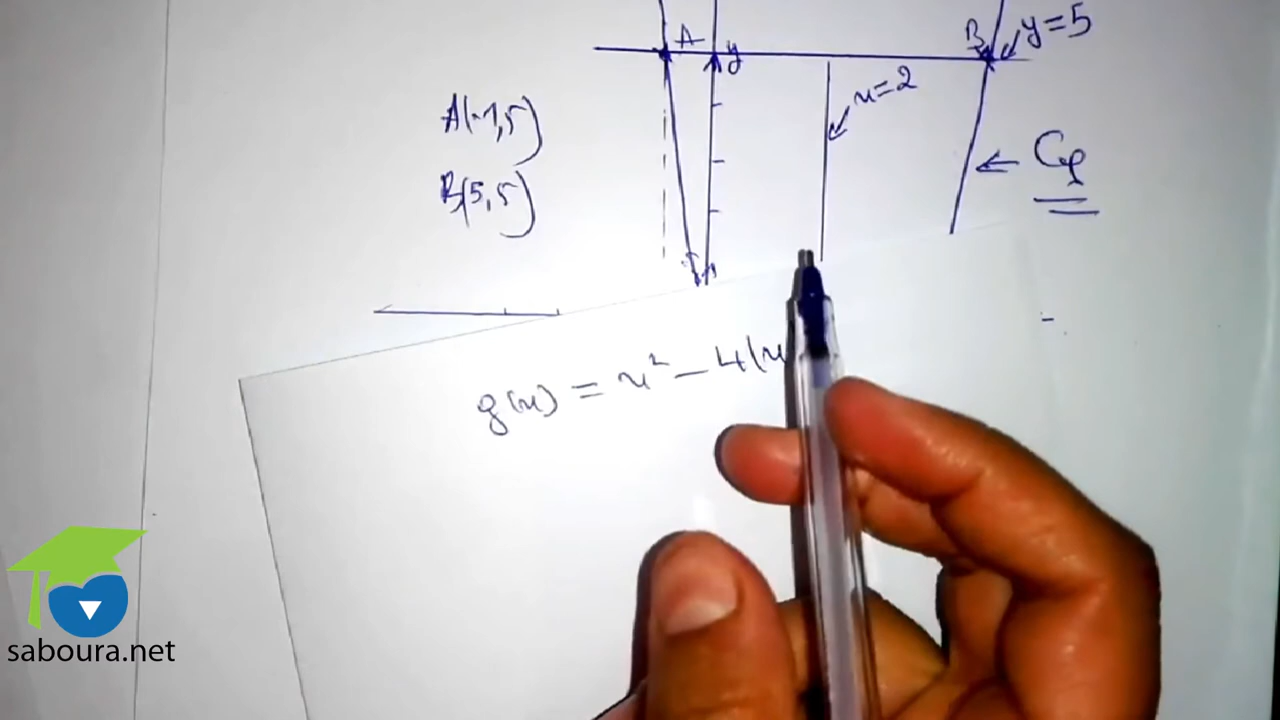 A
y
B
y=5
x=2
A(-1,5)
B(5,5)
Cf
g(x) = x² - 4|x
saboura.net